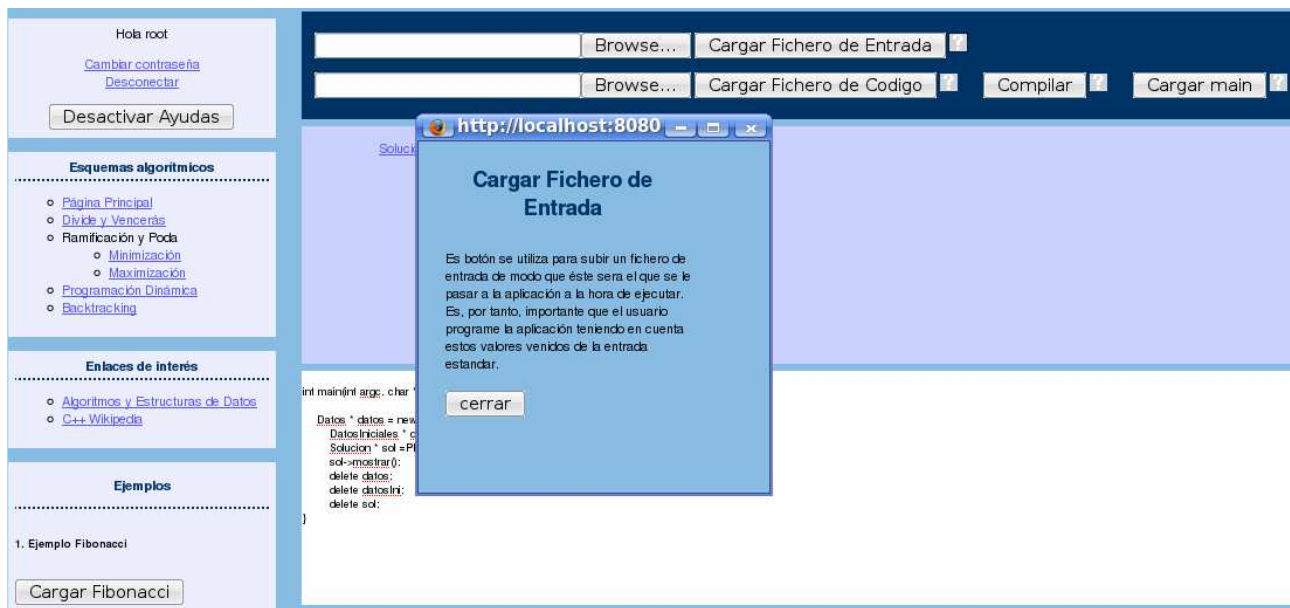 Hola root
Cambiar contraseña
Desconectar
Desactivar Ayudas
Esquemas algorítmicos
Página Principal
Divide y Vencerás
Ramificación y Poda
Minimización
Maximización
Programación Dinámica
Backtracking
Enlaces de interés
Algoritmos y Estructuras de Datos
C++ Wikipedia
Ejemplos
1. Ejemplo Fibonacci
Cargar Fibonacci
Browse... Cargar Fichero de Entrada ?
Browse... Cargar Fichero de Codigo ? Compilar ? Cargar main ?
Soluci
http://localhost:8080
Cargar Fichero de
Entrada
Es botón se utiliza para subir un fichero de
entrada de modo que éste sera el que se le
pasar a la aplicación a la hora de ejecutar.
Es, por tanto, importante que el usuario
programe la aplicación teniendo en cuenta
estos valores venidos de la entrada
estandar.
cerrar
int main(int argc, char *
Datos * datos = new
DatosIniciales *
Solucion * sol =
sol->mostrar();
delete datos;
delete datosIni;
delete sol;
}